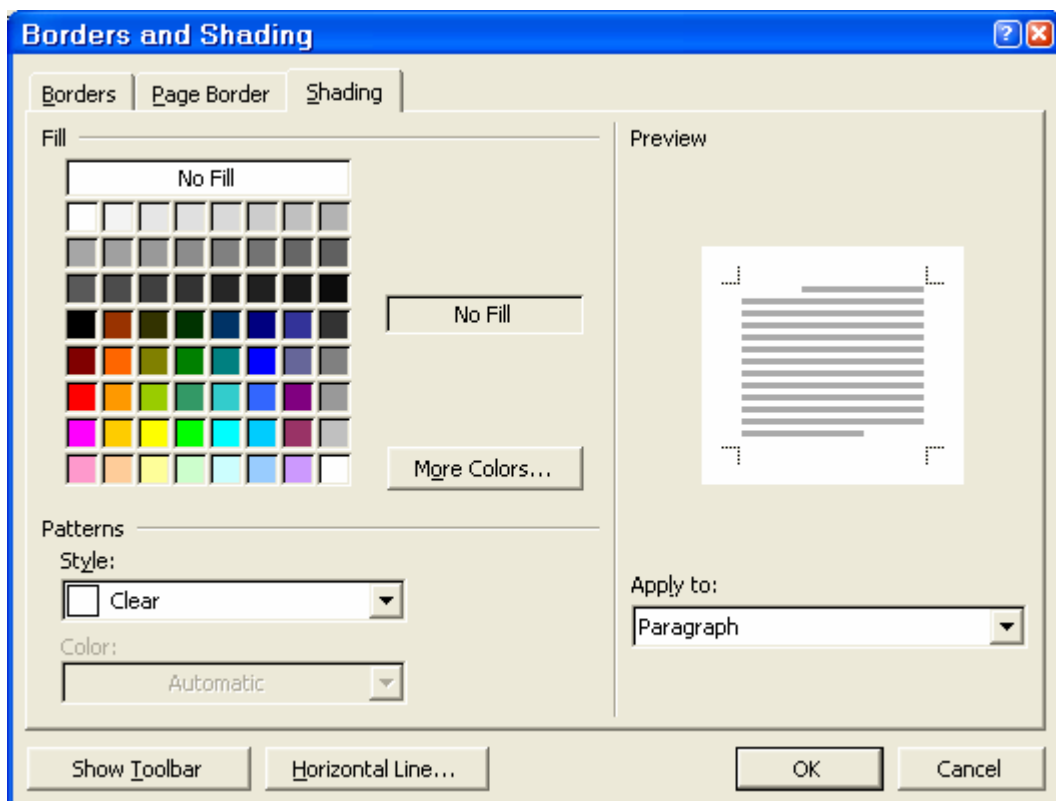 Borders and Shading
Borders
Page Border
Shading
Fill
No Fill
No Fill
More Colors...
Patterns
Style:
Clear
Color:
Automatic
Preview
Apply to:
Paragraph
Show Toolbar
Horizontal Line...
OK
Cancel